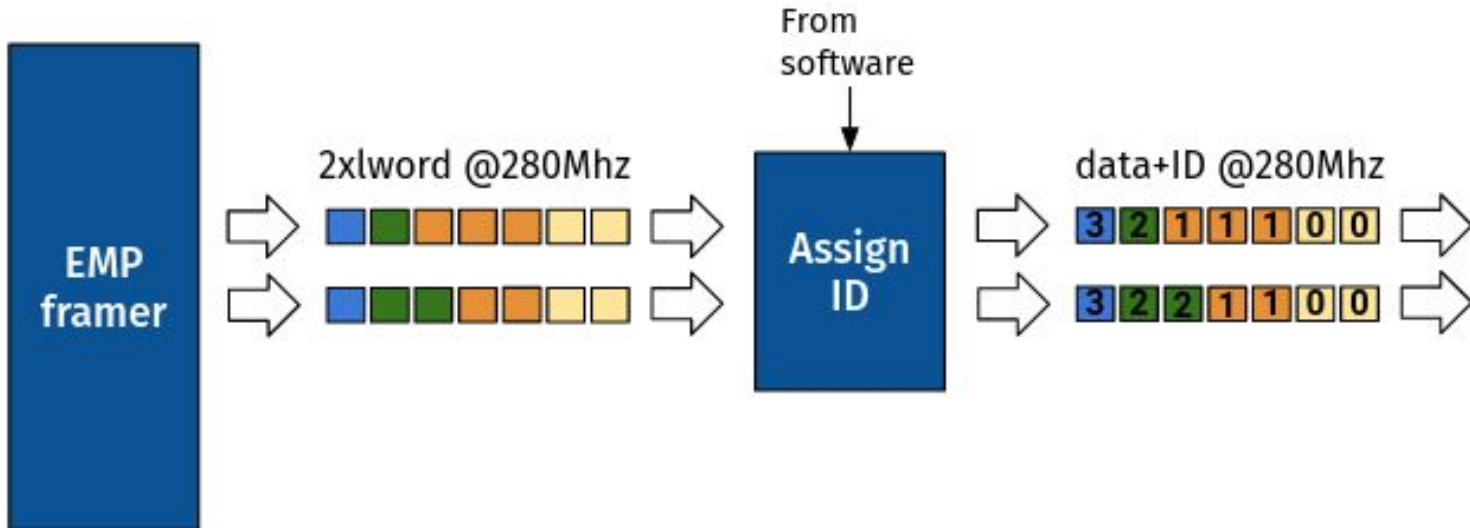 From
software
2xlword @280Mhz
data+ID @280Mhz
3 2 1 1 1 0 0
EMP
framer
Assign
ID
3 2 2 1 1 0 0